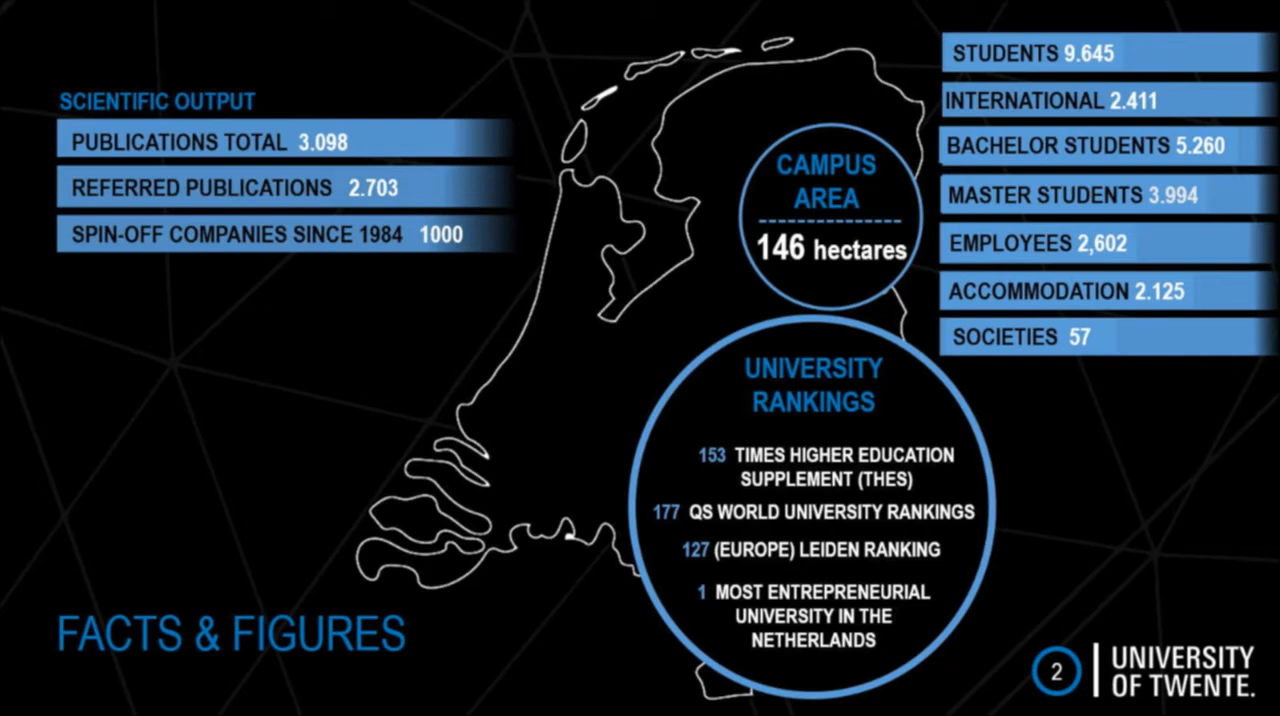 SCIENTIFIC OUTPUT
PUBLICATIONS TOTAL 3.098
REFERRED PUBLICATIONS 2.703
SPIN-OFF COMPANIES SINCE 1984 1000
CAMPUS
AREA
146 hectares
STUDENTS 9.645
INTERNATIONAL 2.411
BACHELOR STUDENTS 5.260
MASTER STUDENTS 3.994
EMPLOYEES 2,602
ACCOMMODATION 2.125
SOCIETIES 57
UNIVERSITY
RANKINGS
153 TIMES HIGHER EDUCATION
SUPPLEMENT (THES)
177 QS WORLD UNIVERSITY RANKINGS
127 (EUROPE) LEIDEN RANKING
1 MOST ENTREPRENEURIAL
UNIVERSITY IN THE
NETHERLANDS
FACTS & FIGURES
2
UNIVERSITY
OF TWENTE.